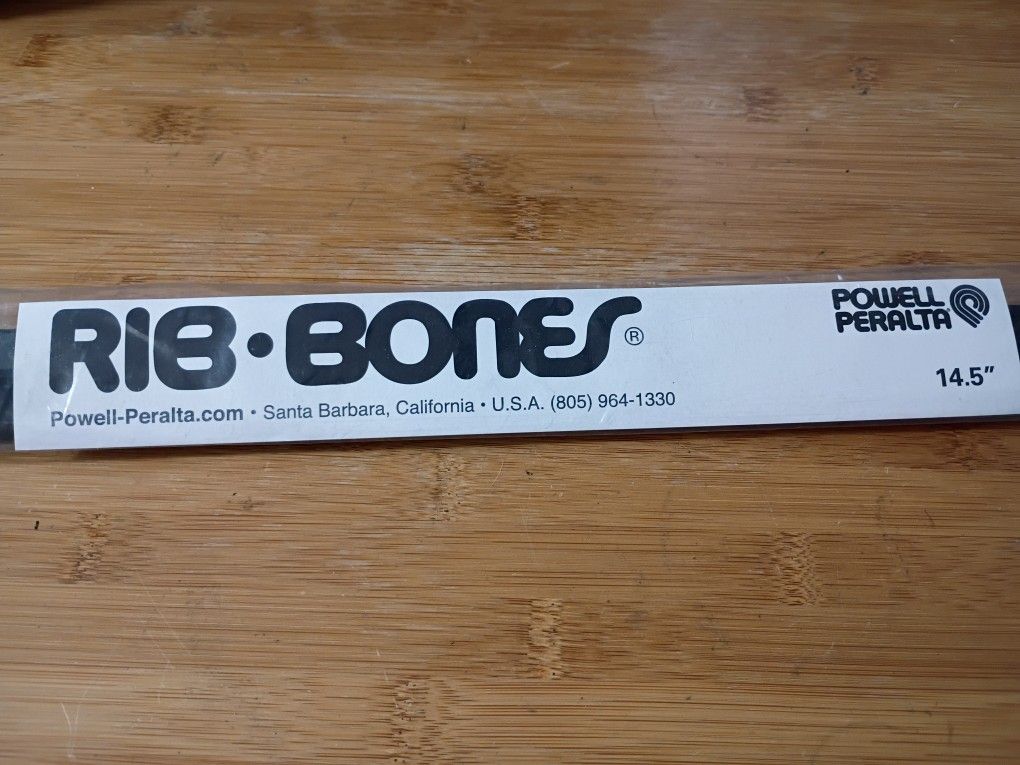 RIB•BONES®
Powell-Peralta.com • Santa Barbara, California • U.S.A. (805) 964-1330
POWELL
PERALTA
14.5”